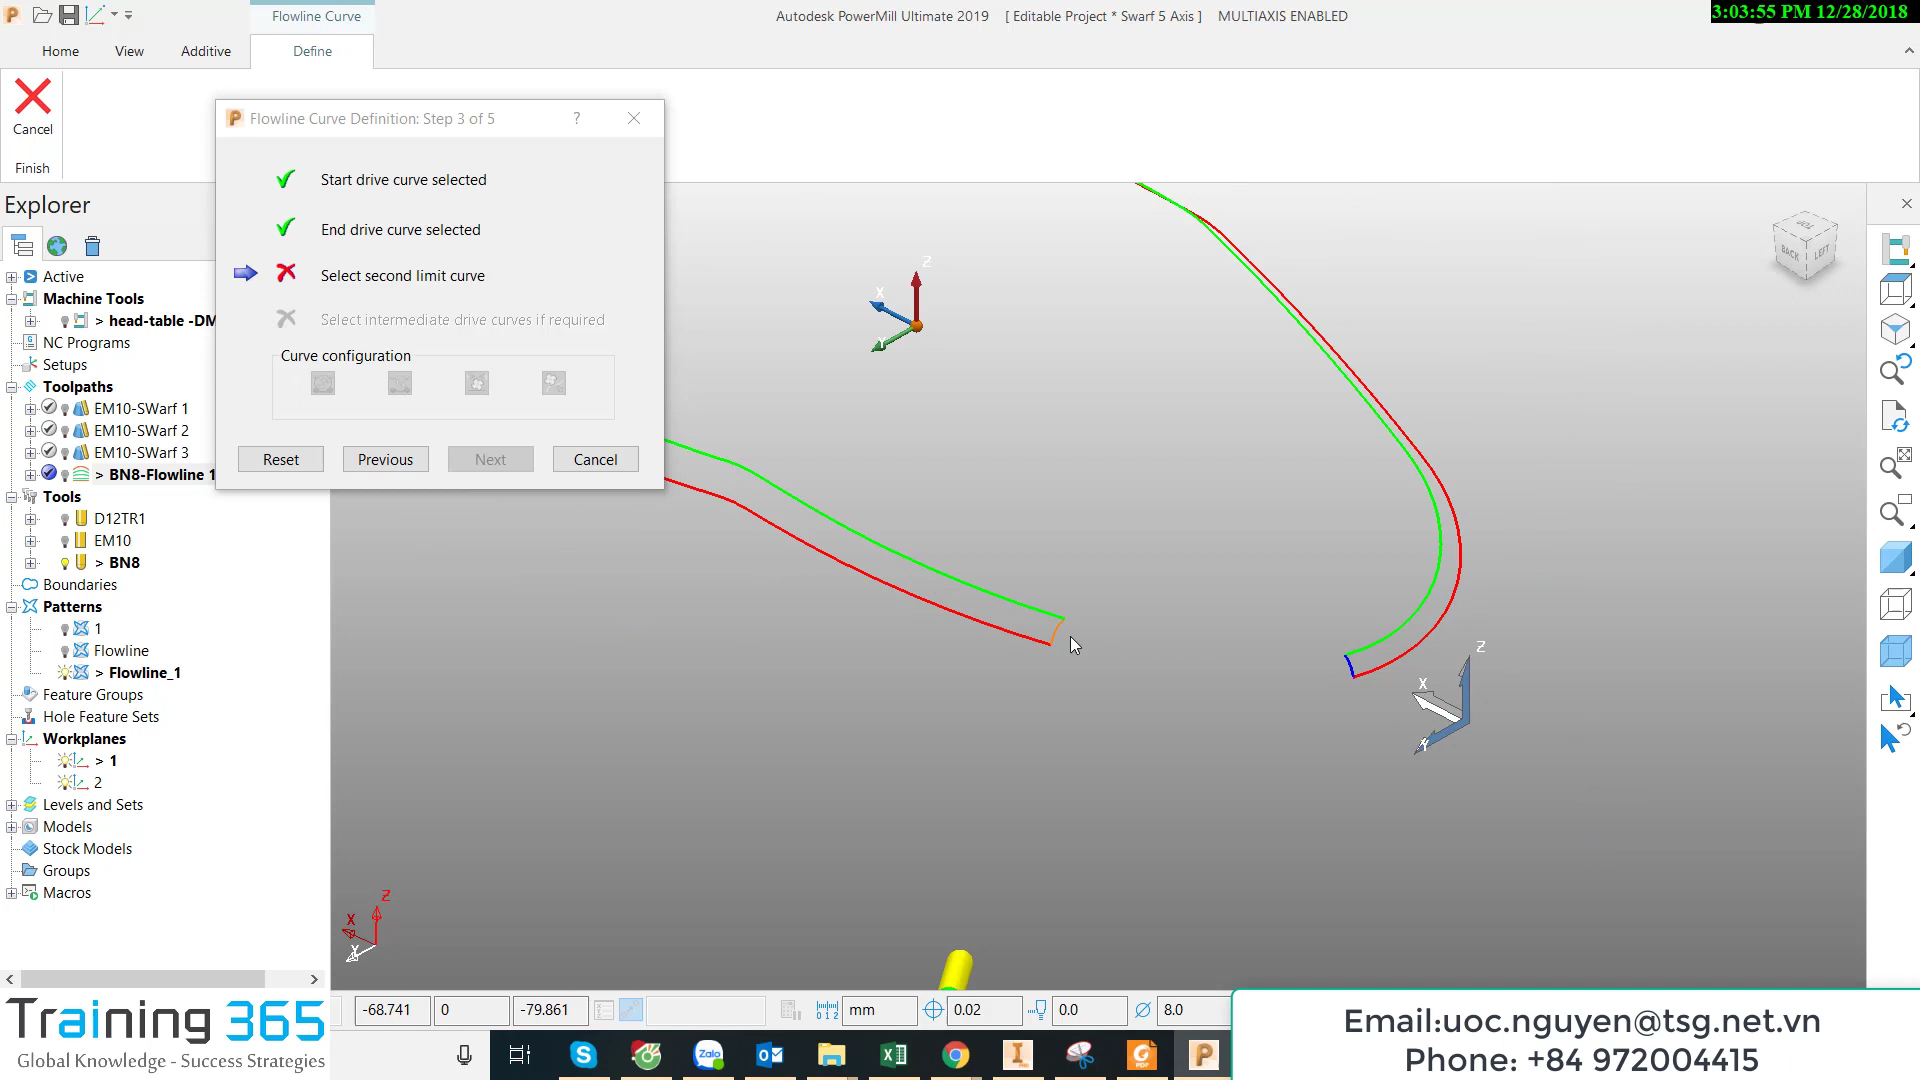 Flowline Curve
Autodesk PowerMill Ultimate 2019 [ Editable Project * Swarf 5 Axis ] MULTIAXIS ENABLED
3:03:55 PM 12/28/2018
Home View Additive Define
Cancel
Finish
Flowline Curve Definition: Step 3 of 5 ?
Start drive curve selected
End drive curve selected
Select second limit curve
Select intermediate drive curves if required
Curve configuration
Reset Previous Next Cancel
Explorer
Active
Machine Tools
> head-table -DM
NC Programs
Setups
Toolpaths
EM10-SWarf 1
EM10-SWarf 2
EM10-SWarf 3
> BN8-Flowline 1
Tools
D12TR1
EM10
> BN8
Boundaries
Patterns
1
Flowline
> Flowline_1
Feature Groups
Hole Feature Sets
Workplanes
> 1
2
Levels and Sets
Models
Stock Models
Groups
Macros
Z
X
Y
Z
X
Y
Z
X
Y
TOP
BACK LEFT
-68.741 0 -79.861 mm 0.02 0.0 8.0
Training 365
Global Knowledge - Success Strategies
Zalo
Email:uoc.nguyen@tsg.net.vn
Phone: +84 972004415